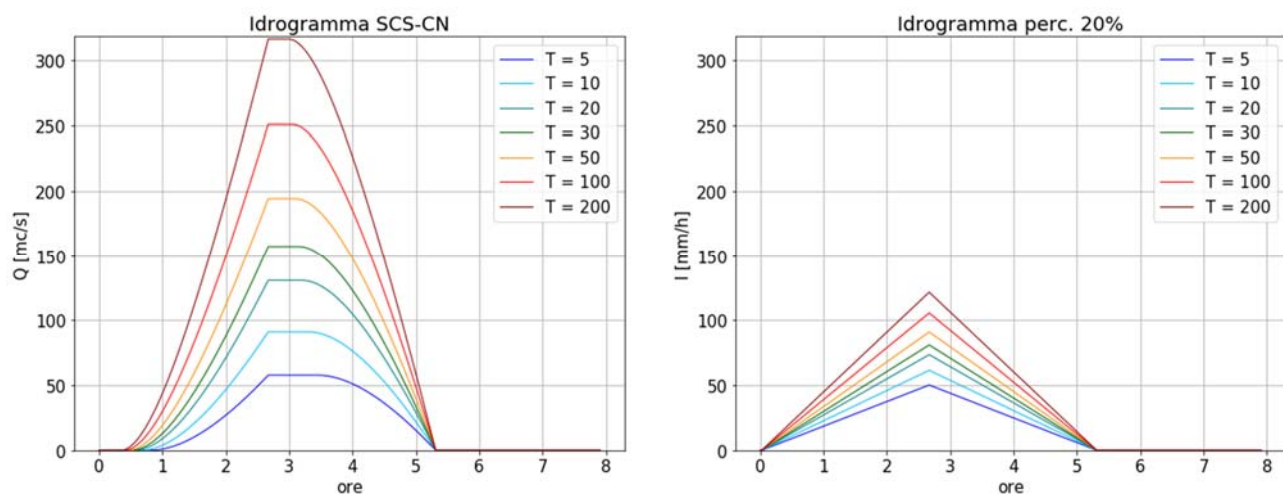 Idrogramma SCS-CN
300
250
200
150
100
50
0
Q [mc/s]
0 1 2 3 4 5 6 7 8
ore
T = 5
T = 10
T = 20
T = 30
T = 50
T = 100
T = 200
Idrogramma perc. 20%
300
250
200
150
100
50
0
I [mm/h]
0 1 2 3 4 5 6 7 8
ore
T = 5
T = 10
T = 20
T = 30
T = 50
T = 100
T = 200